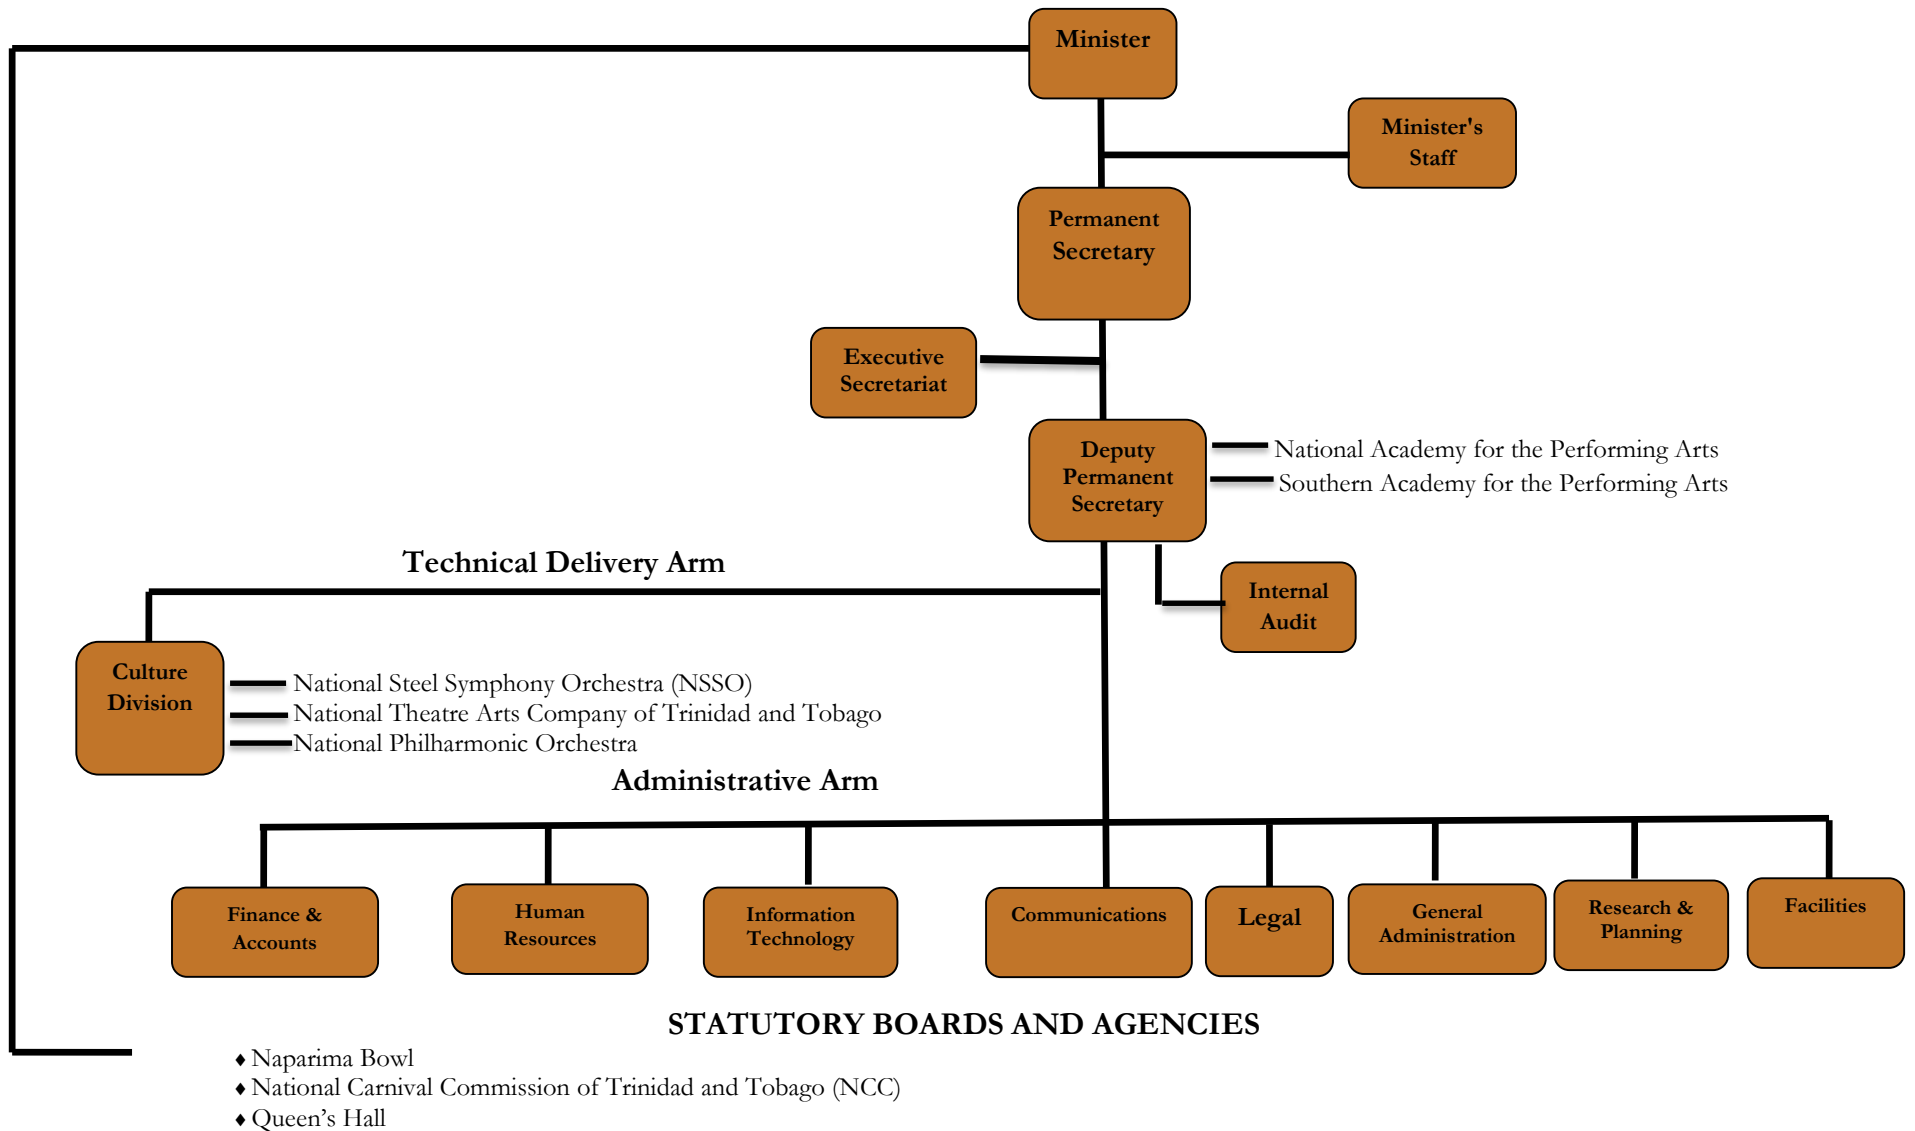 Minister
Minister's
Staff
Permanent
Secretary
Executive
Secretariat
Deputy
Permanent
Secretary
National Academy for the Performing Arts
Southern Academy for the Performing Arts
Technical Delivery Arm
Internal
Audit
Culture
Division
National Steel Symphony Orchestra (NSSO)
National Theatre Arts Company of Trinidad and Tobago
National Philharmonic Orchestra
Administrative Arm
Finance &
Accounts
Human
Resources
Information
Technology
Communications
Legal
General
Administration
Research &
Planning
Facilities
STATUTORY BOARDS AND AGENCIES
♦ Naparima Bowl
♦ National Carnival Commission of Trinidad and Tobago (NCC)
♦ Queen’s Hall